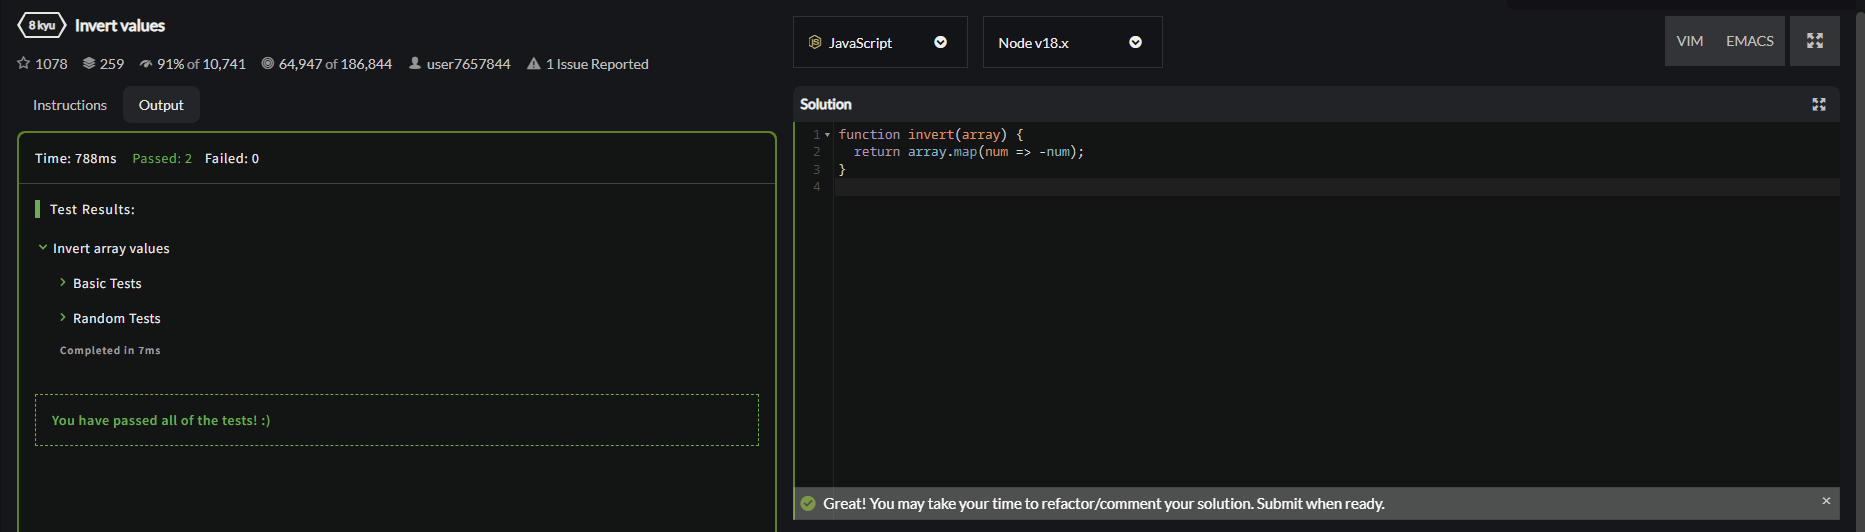 8 kyu Invert values
1078 259 91% of 10,741 64,947 of 186,844 user7657844 1 Issue Reported
Instructions Output
Time: 788ms Passed: 2 Failed: 0
Test Results:
Invert array values
Basic Tests
Random Tests
Completed in 7ms
You have passed all of the tests! :)
JavaScript Node v18.x VIM EMACS
Solution
1 function invert(array) {
2 return array.map(num => -num);
3 }
4
Great! You may take your time to refactor/comment your solution. Submit when ready. ×